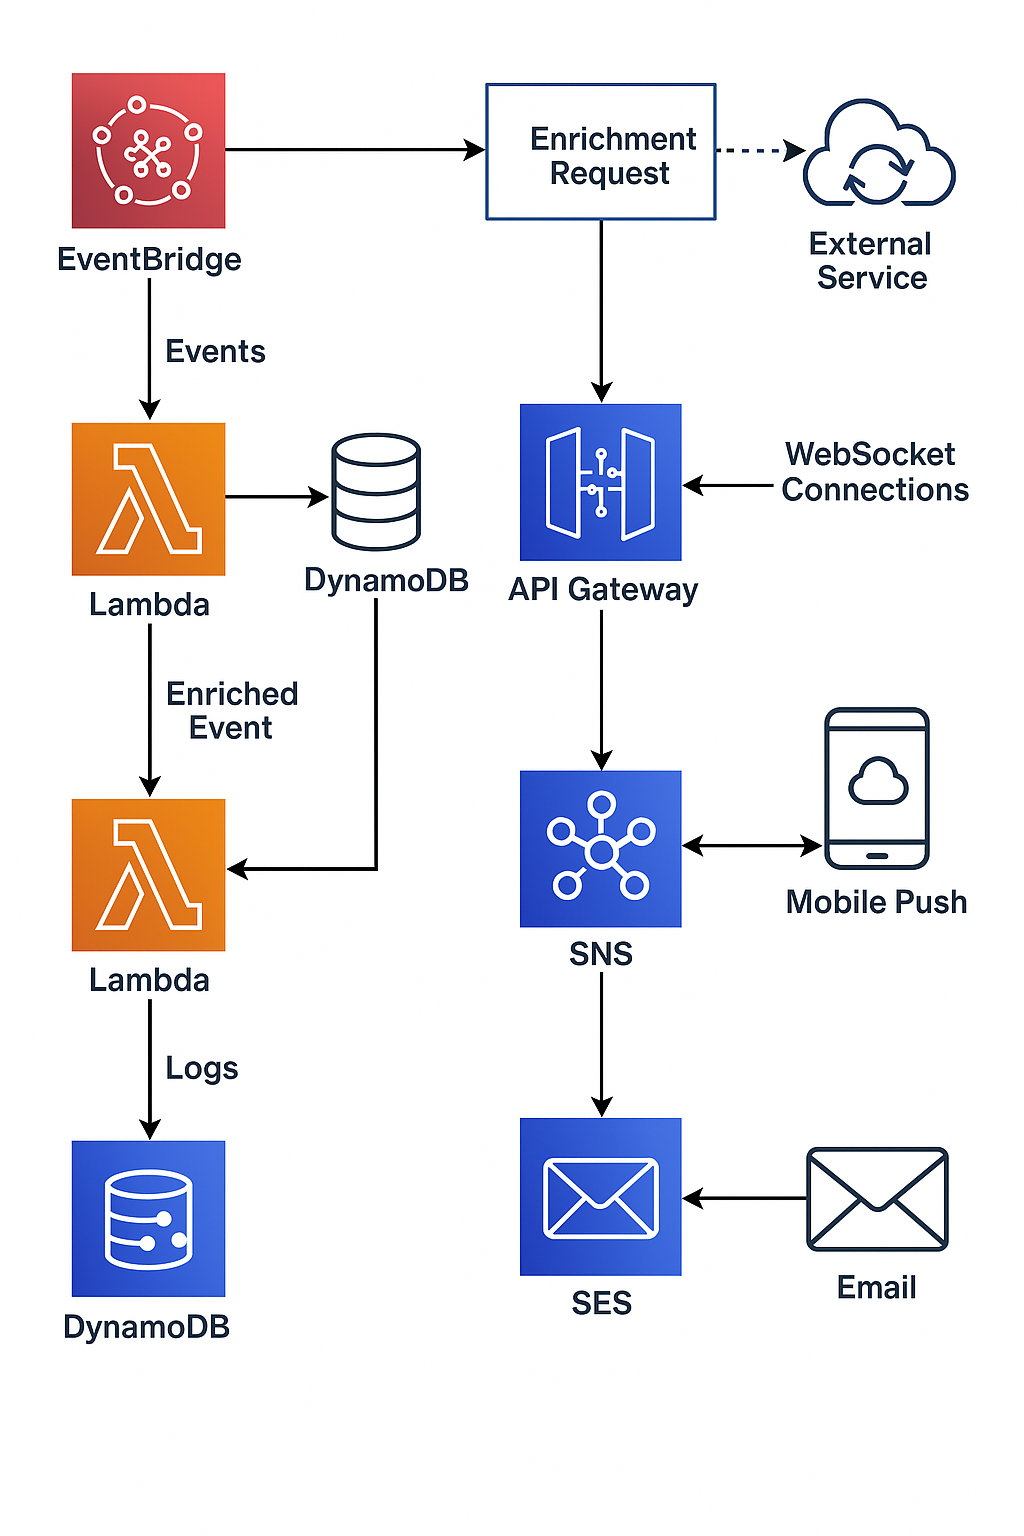 Enrichment
Request
EventBridge
External
Service
Events
WebSocket
Connections
DynamoDB
API Gateway
Lambda
Enriched
Event
Mobile Push
SNS
Lambda
Logs
Email
SES
DynamoDB